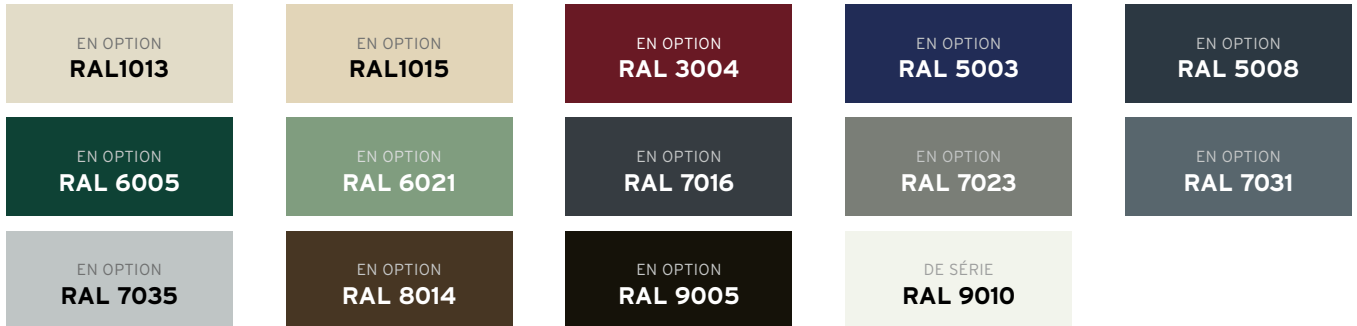 EN OPTION
RAL1013
EN OPTION
RAL1015
EN OPTION
RAL 3004
EN OPTION
RAL 5003
EN OPTION
RAL 5008
EN OPTION
RAL 6005
EN OPTION
RAL 6021
EN OPTION
RAL 7016
EN OPTION
RAL 7023
EN OPTION
RAL 7031
EN OPTION
RAL 7035
EN OPTION
RAL 8014
EN OPTION
RAL 9005
DE SÉRIE
RAL 9010